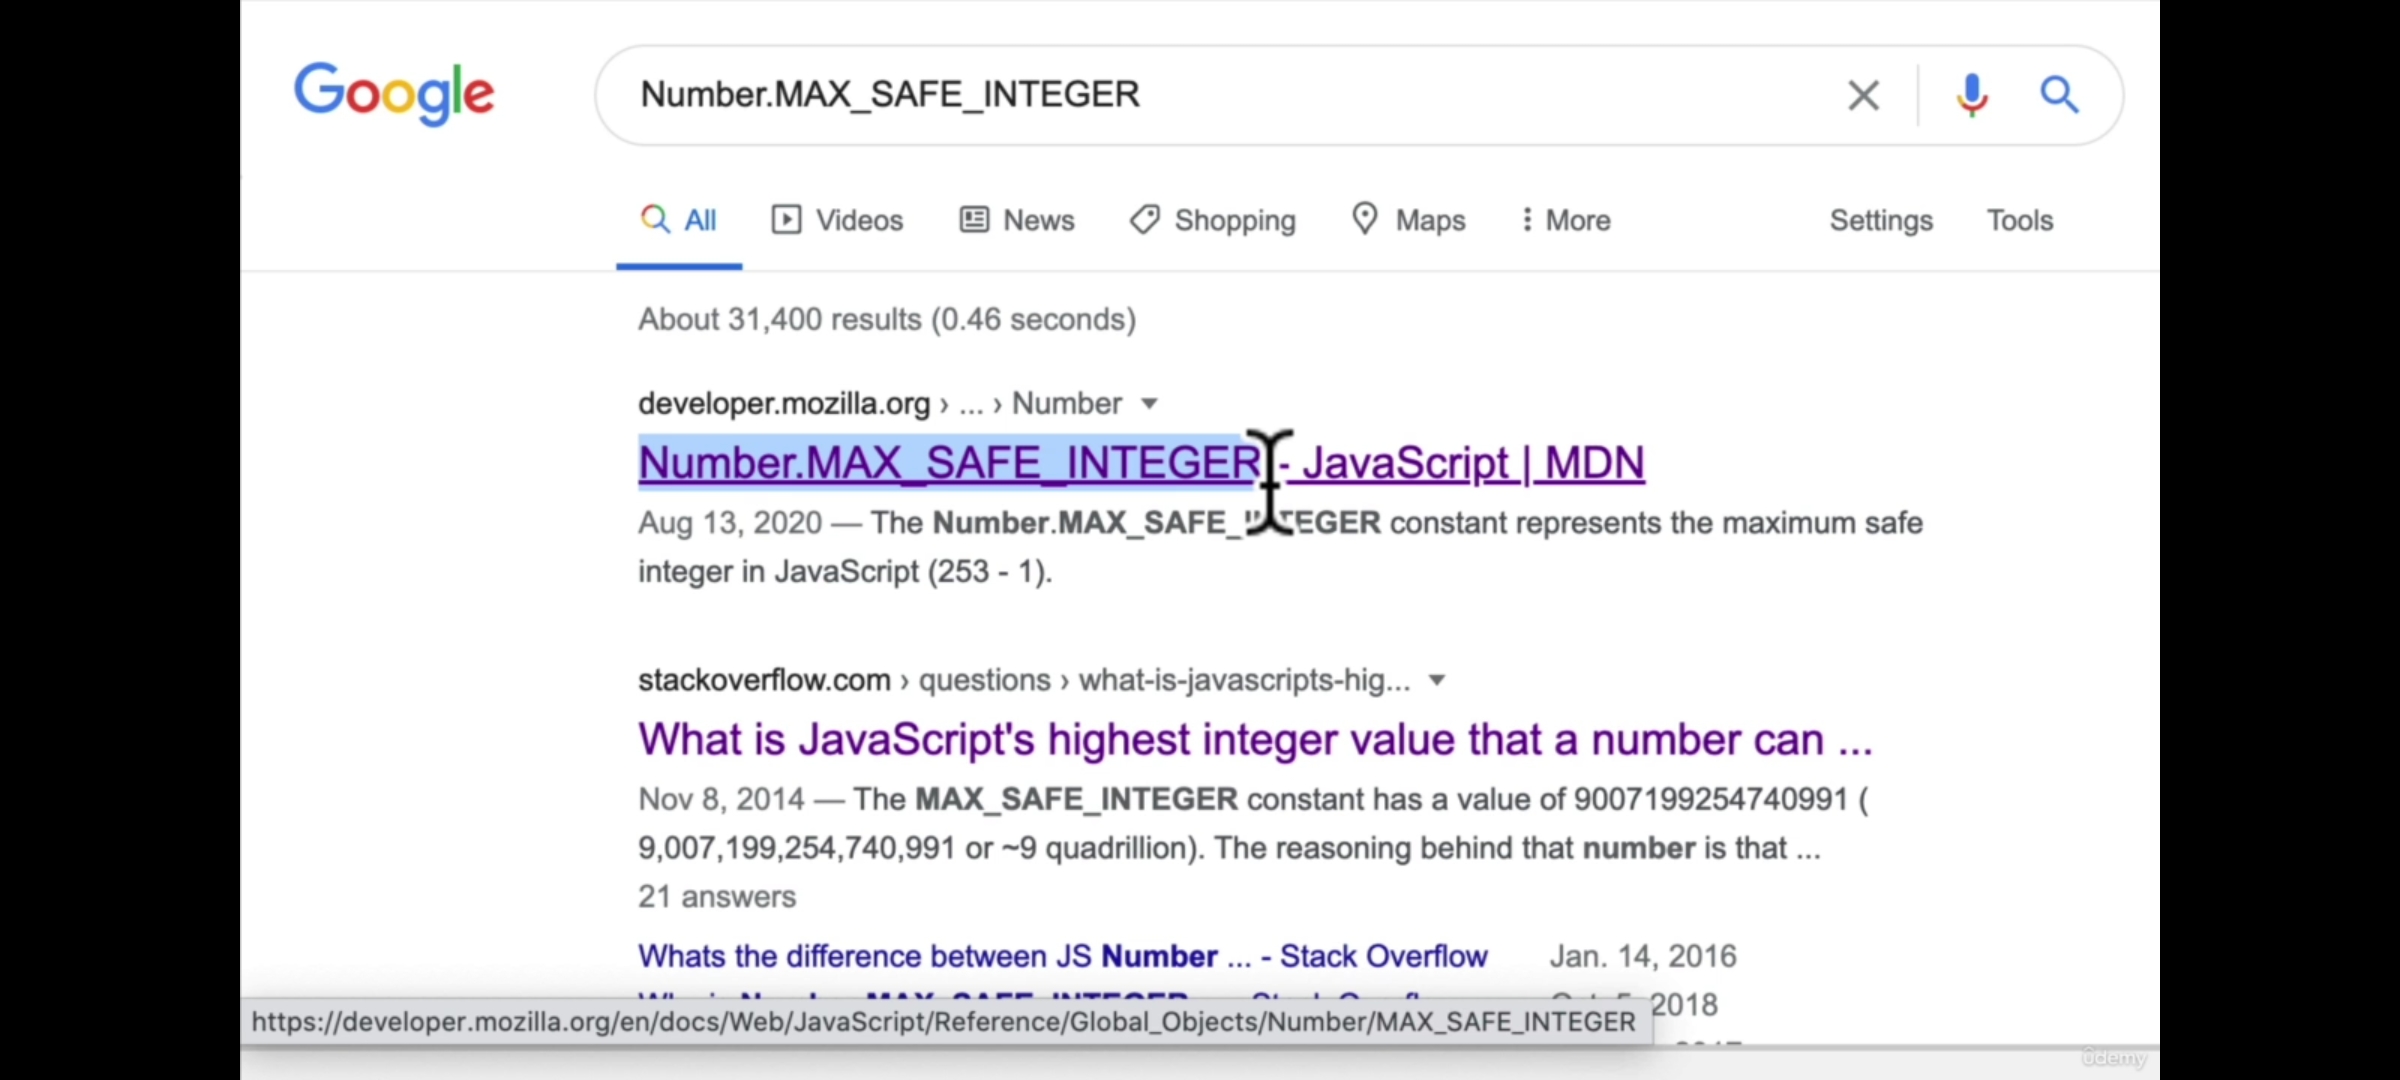 Google
Number.MAX_SAFE_INTEGER
All Videos News Shopping Maps More Settings Tools
About 31,400 results (0.46 seconds)
developer.mozilla.org › ... › Number
Number.MAX_SAFE_INTEGER - JavaScript | MDN
Aug 13, 2020 — The Number.MAX_SAFE_INTEGER constant represents the maximum safe
integer in JavaScript (253 - 1).
stackoverflow.com › questions › what-is-javascripts-hig...
What is JavaScript's highest integer value that a number can ...
Nov 8, 2014 — The MAX_SAFE_INTEGER constant has a value of 9007199254740991 (
9,007,199,254,740,991 or ~9 quadrillion). The reasoning behind that number is that ...
21 answers
Whats the difference between JS Number ... - Stack Overflow Jan. 14, 2016
2018
https://developer.mozilla.org/en/docs/Web/JavaScript/Reference/Global_Objects/Number/MAX_SAFE_INTEGER
ûdemy